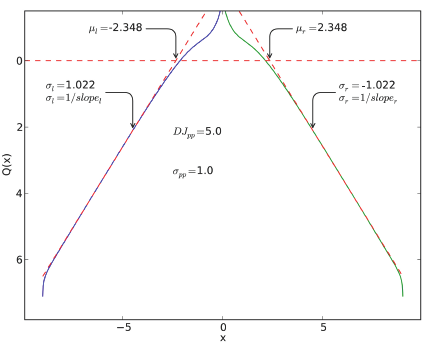 μl=-2.348
μr=2.348
0
σl=1.022
σl=1/slopel
σr=-1.022
σr=1/sloper
2
DJpp=5.0
σpp=1.0
4
6
Q(x)
−5
0
5
x